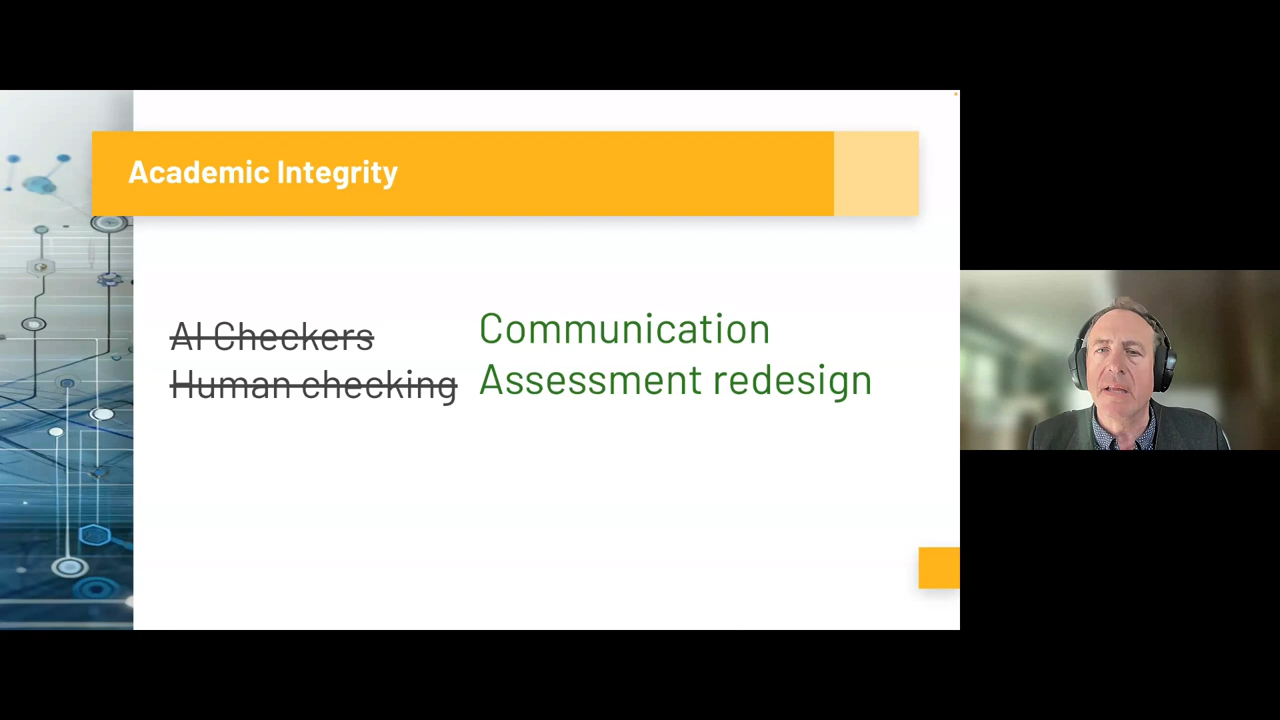 Academic Integrity
AI Checkers
Human checking
Communication
Assessment redesign